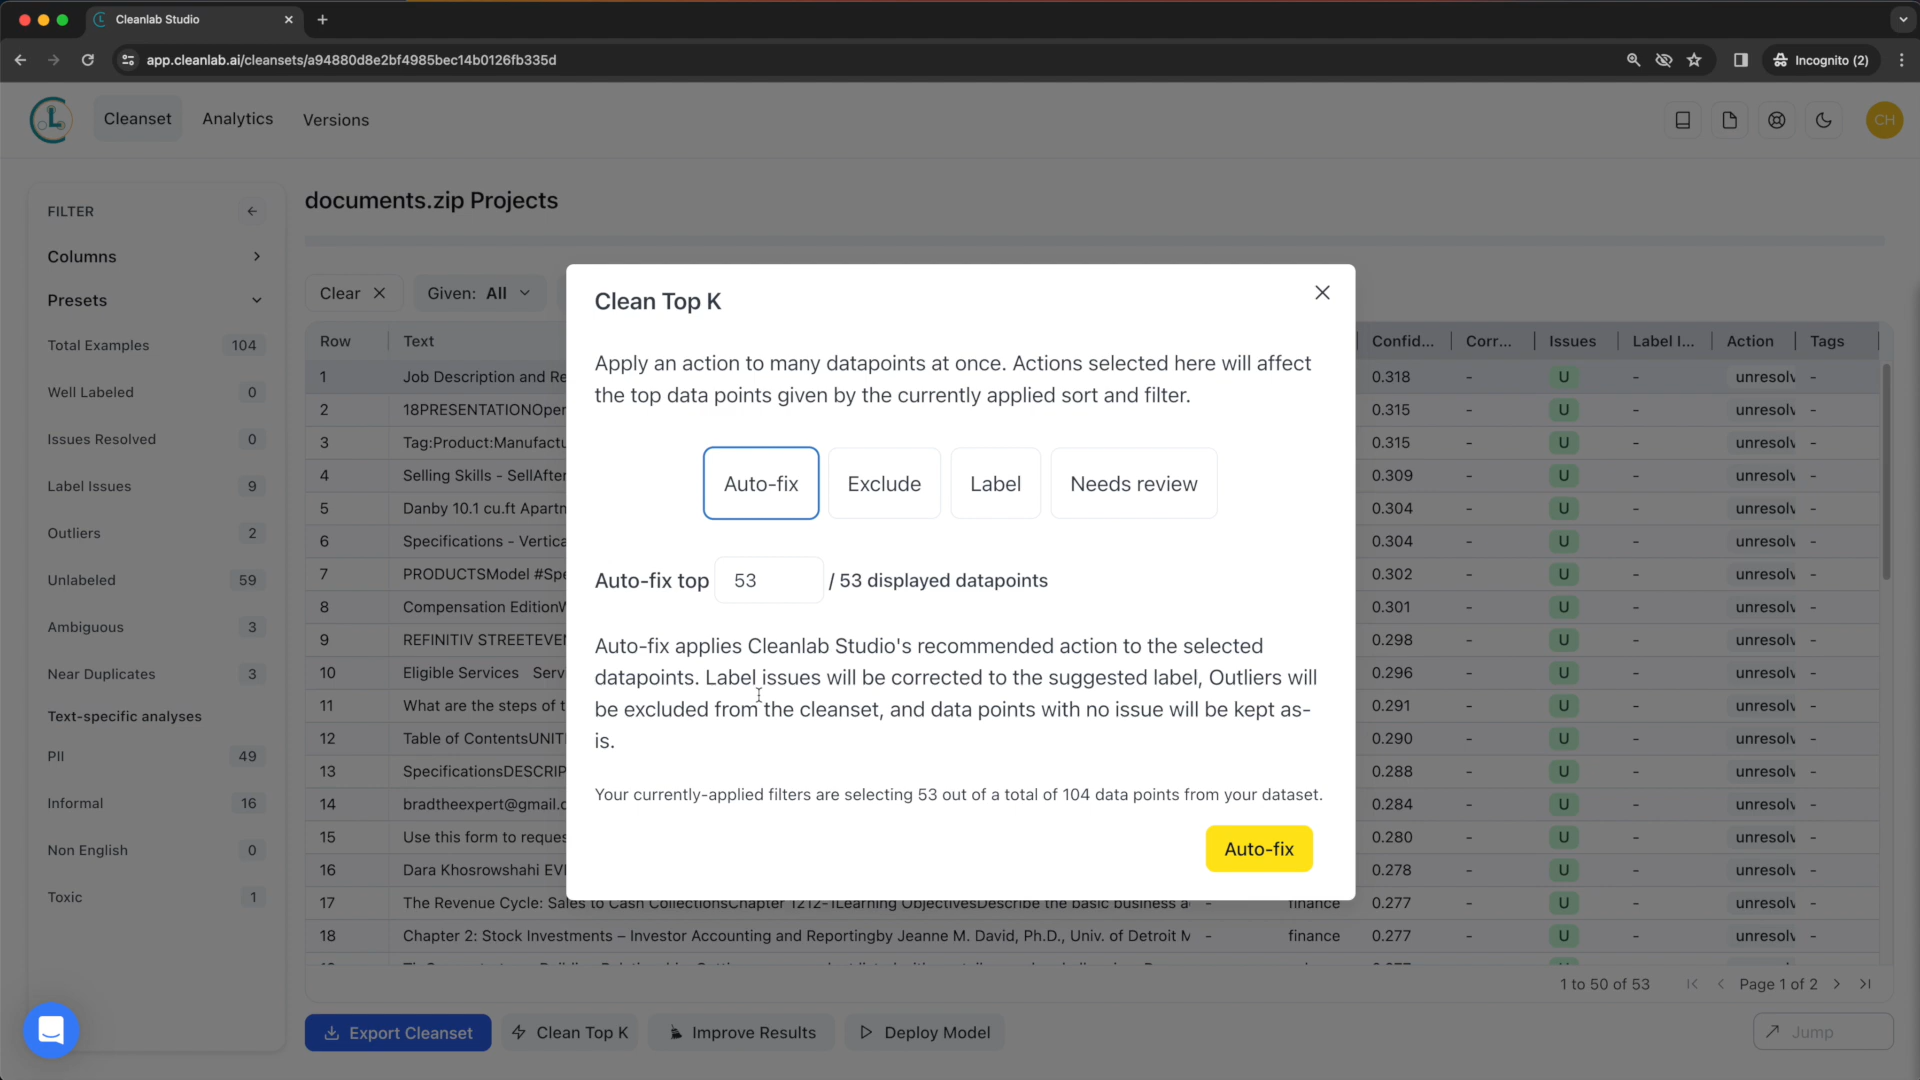 Cleanlab Studio
app.cleanlab.ai/cleansets/a94880d8e2bf4985bec14b0126fb335d
Incognito (2)
Cleanset
Analytics
Versions
CH
FILTER
Columns
Presets
Total Examples 104
Well Labeled 0
Issues Resolved 0
Label Issues 9
Outliers 2
Unlabeled 59
Ambiguous 3
Near Duplicates 3
Text-specific analyses
PII 49
Informal 16
Non English 0
Toxic 1
documents.zip Projects
Clear
Given: All
Row Text Confid... Corr... Issues Label I... Action Tags
1 Job Description and Re 0.318 - U - unresolv -
2 18PRESENTATIONOper 0.315 - U - unresolv -
3 Tag:Product:Manufactu 0.315 - U - unresolv -
4 Selling Skills - SellAfter 0.309 - U - unresolv -
5 Danby 10.1 cu.ft Apartn 0.304 - U - unresolv -
6 Specifications - Vertica 0.304 - U - unresolv -
7 PRODUCTSModel #Spe 0.302 - U - unresolv -
8 Compensation EditionW 0.301 - U - unresolv -
9 REFINITIV STREETEVEN 0.298 - U - unresolv -
10 Eligible Services Serv 0.296 - U - unresolv -
11 What are the steps of t 0.291 - U - unresolv -
12 Table of ContentsUNIT 0.290 - U - unresolv -
13 SpecificationsDESCRIP 0.288 - U - unresolv -
14 bradtheexpert@gmail.c 0.284 - U - unresolv -
15 Use this form to reques 0.280 - U - unresolv -
16 Dara Khosrowshahi EVI 0.278 - U - unresolv -
17 The Revenue Cycle: Sales to Cash CollectionsChapter 1212-1Learning ObjectivesDescribe the basic business a - finance 0.277 - U - unresolv -
18 Chapter 2: Stock Investments – Investor Accounting and Reportingby Jeanne M. David, Ph.D., Univ. of Detroit M - finance 0.277 - U - unresolv -
Clean Top K
Apply an action to many datapoints at once. Actions selected here will affect
the top data points given by the currently applied sort and filter.
Auto-fix
Exclude
Label
Needs review
Auto-fix top 53 / 53 displayed datapoints
Auto-fix applies Cleanlab Studio's recommended action to the selected
datapoints. Label issues will be corrected to the suggested label, Outliers will
be excluded from the cleanset, and data points with no issue will be kept as-
is.
Your currently-applied filters are selecting 53 out of a total of 104 data points from your dataset.
Auto-fix
1 to 50 of 53
Page 1 of 2
Export Cleanset
Clean Top K
Improve Results
Deploy Model
Jump